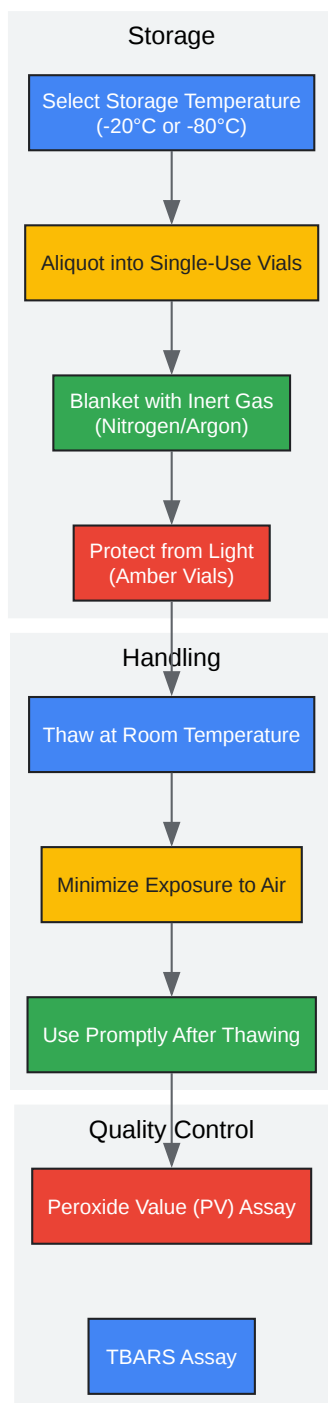 Storage
Select Storage Temperature
(-20°C or -80°C)
Aliquot into Single-Use Vials
Blanket with Inert Gas
(Nitrogen/Argon)
Protect from Light
(Amber Vials)
Handling
Thaw at Room Temperature
Minimize Exposure to Air
Use Promptly After Thawing
Quality Control
Peroxide Value (PV) Assay
TBARS Assay